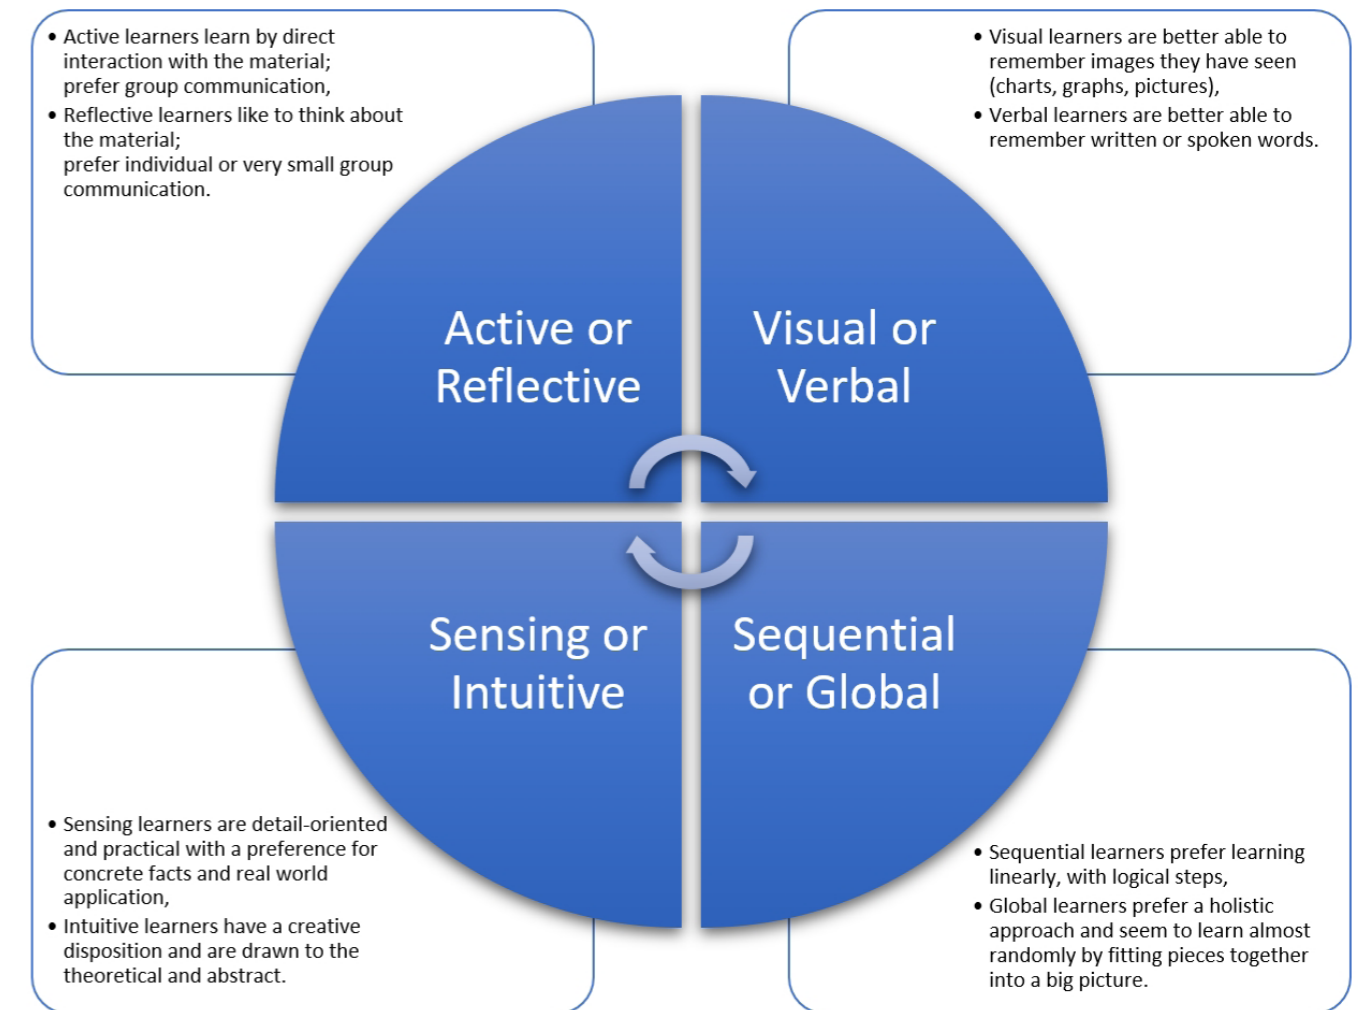 • Active learners learn by direct
interaction with the material;
prefer group communication,
• Reflective learners like to think about
the material;
prefer individual or very small group
communication.
• Visual learners are better able to
remember images they have seen
(charts, graphs, pictures),
• Verbal learners are better able to
remember written or spoken words.
Active or
Reflective
Visual or
Verbal
Sensing or
Intuitive
Sequential
or Global
• Sensing learners are detail-oriented
and practical with a preference for
concrete facts and real world
application,
• Intuitive learners have a creative
disposition and are drawn to the
theoretical and abstract.
• Sequential learners prefer learning
linearly, with logical steps,
• Global learners prefer a holistic
approach and seem to learn almost
randomly by fitting pieces together
into a big picture.